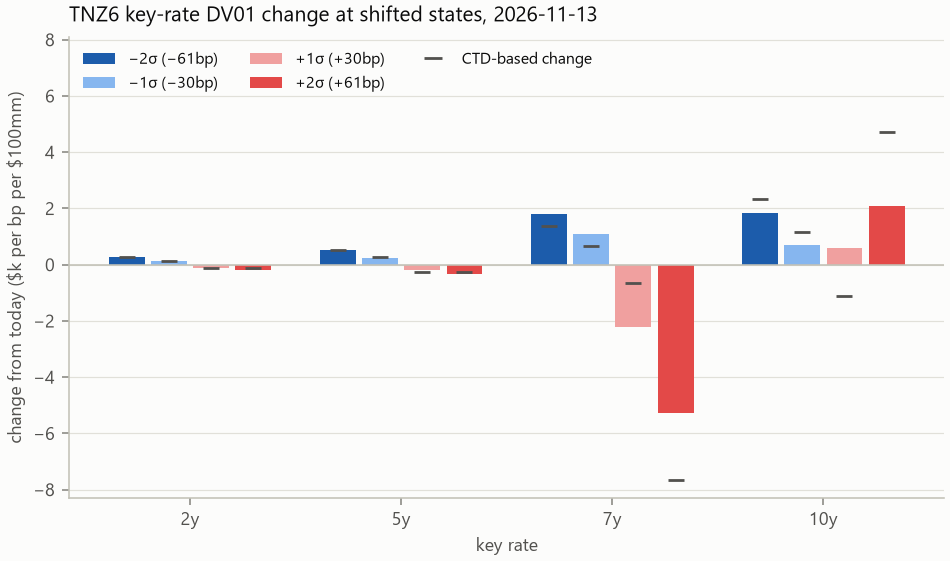 TNZ6 key-rate DV01 change at shifted states, 2026-11-13
−2σ (−61bp)
−1σ (−30bp)
+1σ (+30bp)
+2σ (+61bp)
CTD-based change
change from today ($k per bp per $100mm)
8
6
4
2
0
−2
−4
−6
−8
2y
5y
7y
10y
key rate